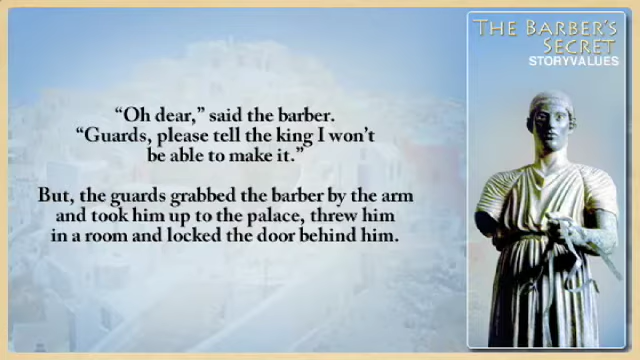 THE BARBER'S
SECRET
STORYVALUES
“Oh dear,” said the barber.
“Guards, please tell the king I won’t
be able to make it.”
But, the guards grabbed the barber by the arm
and took him up to the palace, threw him
in a room and locked the door behind him.